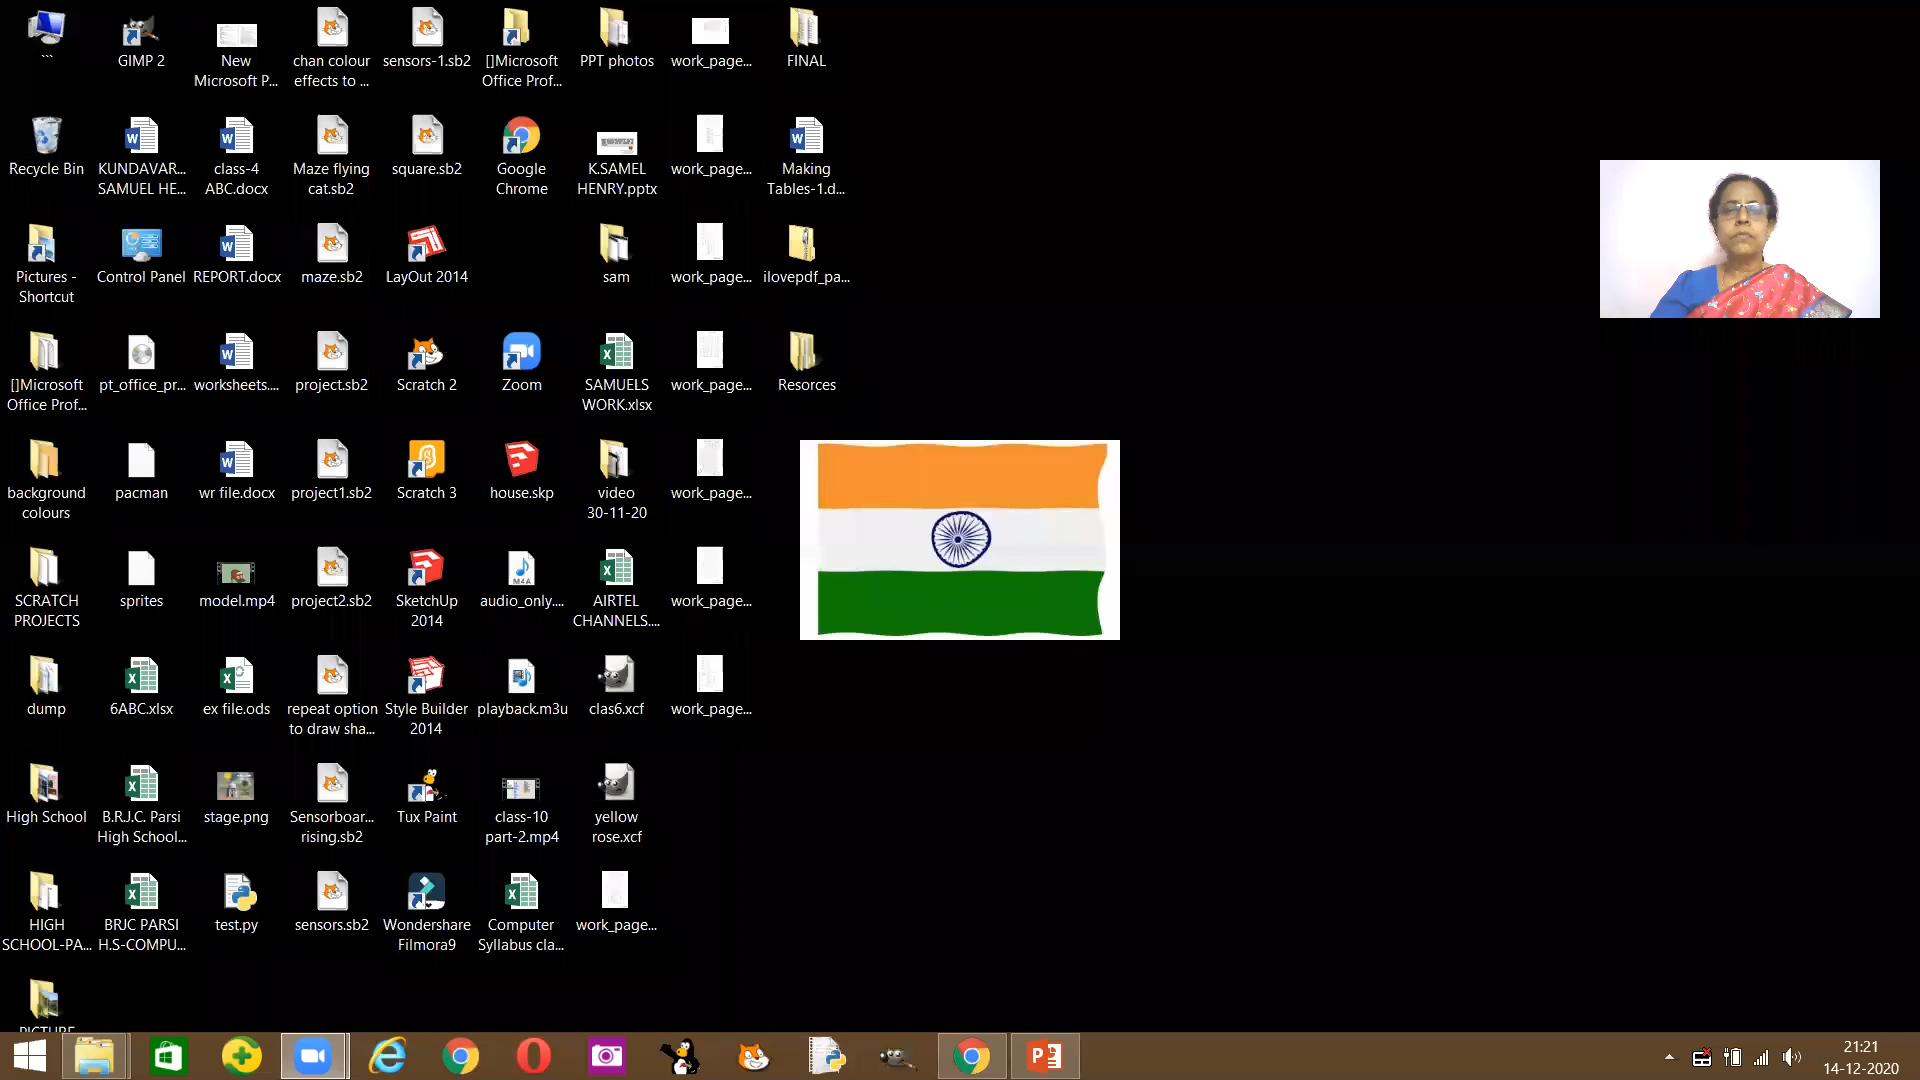 ```
GIMP 2
New
Microsoft P...
chan colour
effects to ...
sensors-1.sb2
[]Microsoft
Office Prof...
PPT photos
work_page...
FINAL
Recycle Bin
KUNDAVAR...
SAMUEL HE...
class-4
ABC.docx
Maze flying
cat.sb2
square.sb2
Google
Chrome
K.SAMEL
HENRY.pptx
work_page...
Making
Tables-1.d...
Pictures -
Shortcut
Control Panel
REPORT.docx
maze.sb2
LayOut 2014
sam
work_page...
ilovepdf_pa...
[]Microsoft
Office Prof...
pt_office_pr...
worksheets....
project.sb2
Scratch 2
Zoom
SAMUELS
WORK.xlsx
work_page...
Resorces
background
colours
pacman
wr file.docx
project1.sb2
Scratch 3
house.skp
video
30-11-20
work_page...
SCRATCH
PROJECTS
sprites
model.mp4
project2.sb2
SketchUp
2014
M4A
audio_only....
AIRTEL
CHANNELS....
work_page...
dump
6ABC.xlsx
ex file.ods
repeat option
to draw sha...
Style Builder
2014
playback.m3u
clas6.xcf
work_page...
High School
B.R.J.C. Parsi
High School...
stage.png
Sensorboar...
rising.sb2
Tux Paint
class-10
part-2.mp4
yellow
rose.xcf
HIGH
SCHOOL-PA...
BRJC PARSI
H.S-COMPU...
test.py
sensors.sb2
Wondershare
Filmora9
Computer
Syllabus cla...
work_page...
PICTURE
21:21
14-12-2020